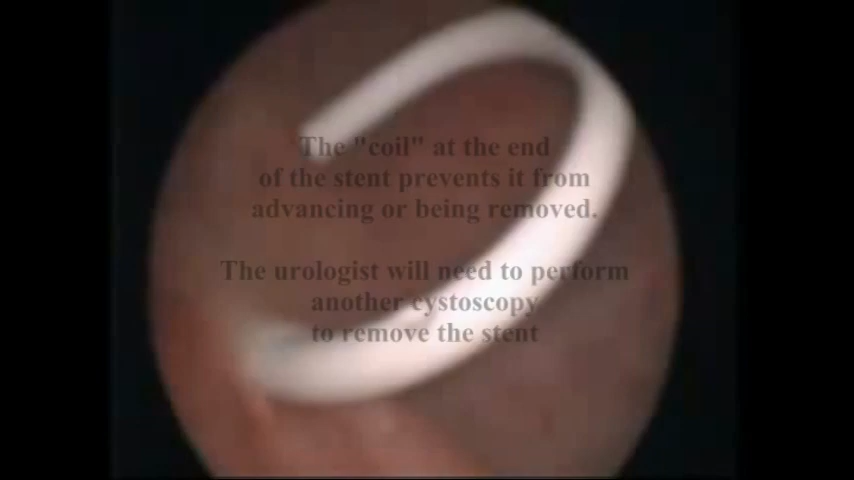 The "coil" at the end
of the stent prevents it from
advancing or being removed.
The urologist will need to perform
another cystoscopy
to remove the stent